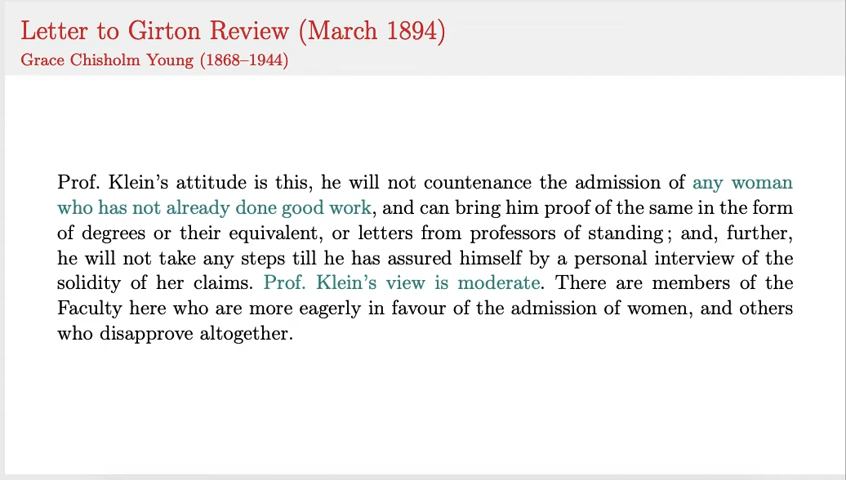 Letter to Girton Review (March 1894)
Grace Chisholm Young (1868–1944)
Prof. Klein's attitude is this, he will not countenance the admission of any woman
who has not already done good work, and can bring him proof of the same in the form
of degrees or their equivalent, or letters from professors of standing; and, further,
he will not take any steps till he has assured himself by a personal interview of the
solidity of her claims. Prof. Klein's view is moderate. There are members of the
Faculty here who are more eagerly in favour of the admission of women, and others
who disapprove altogether.